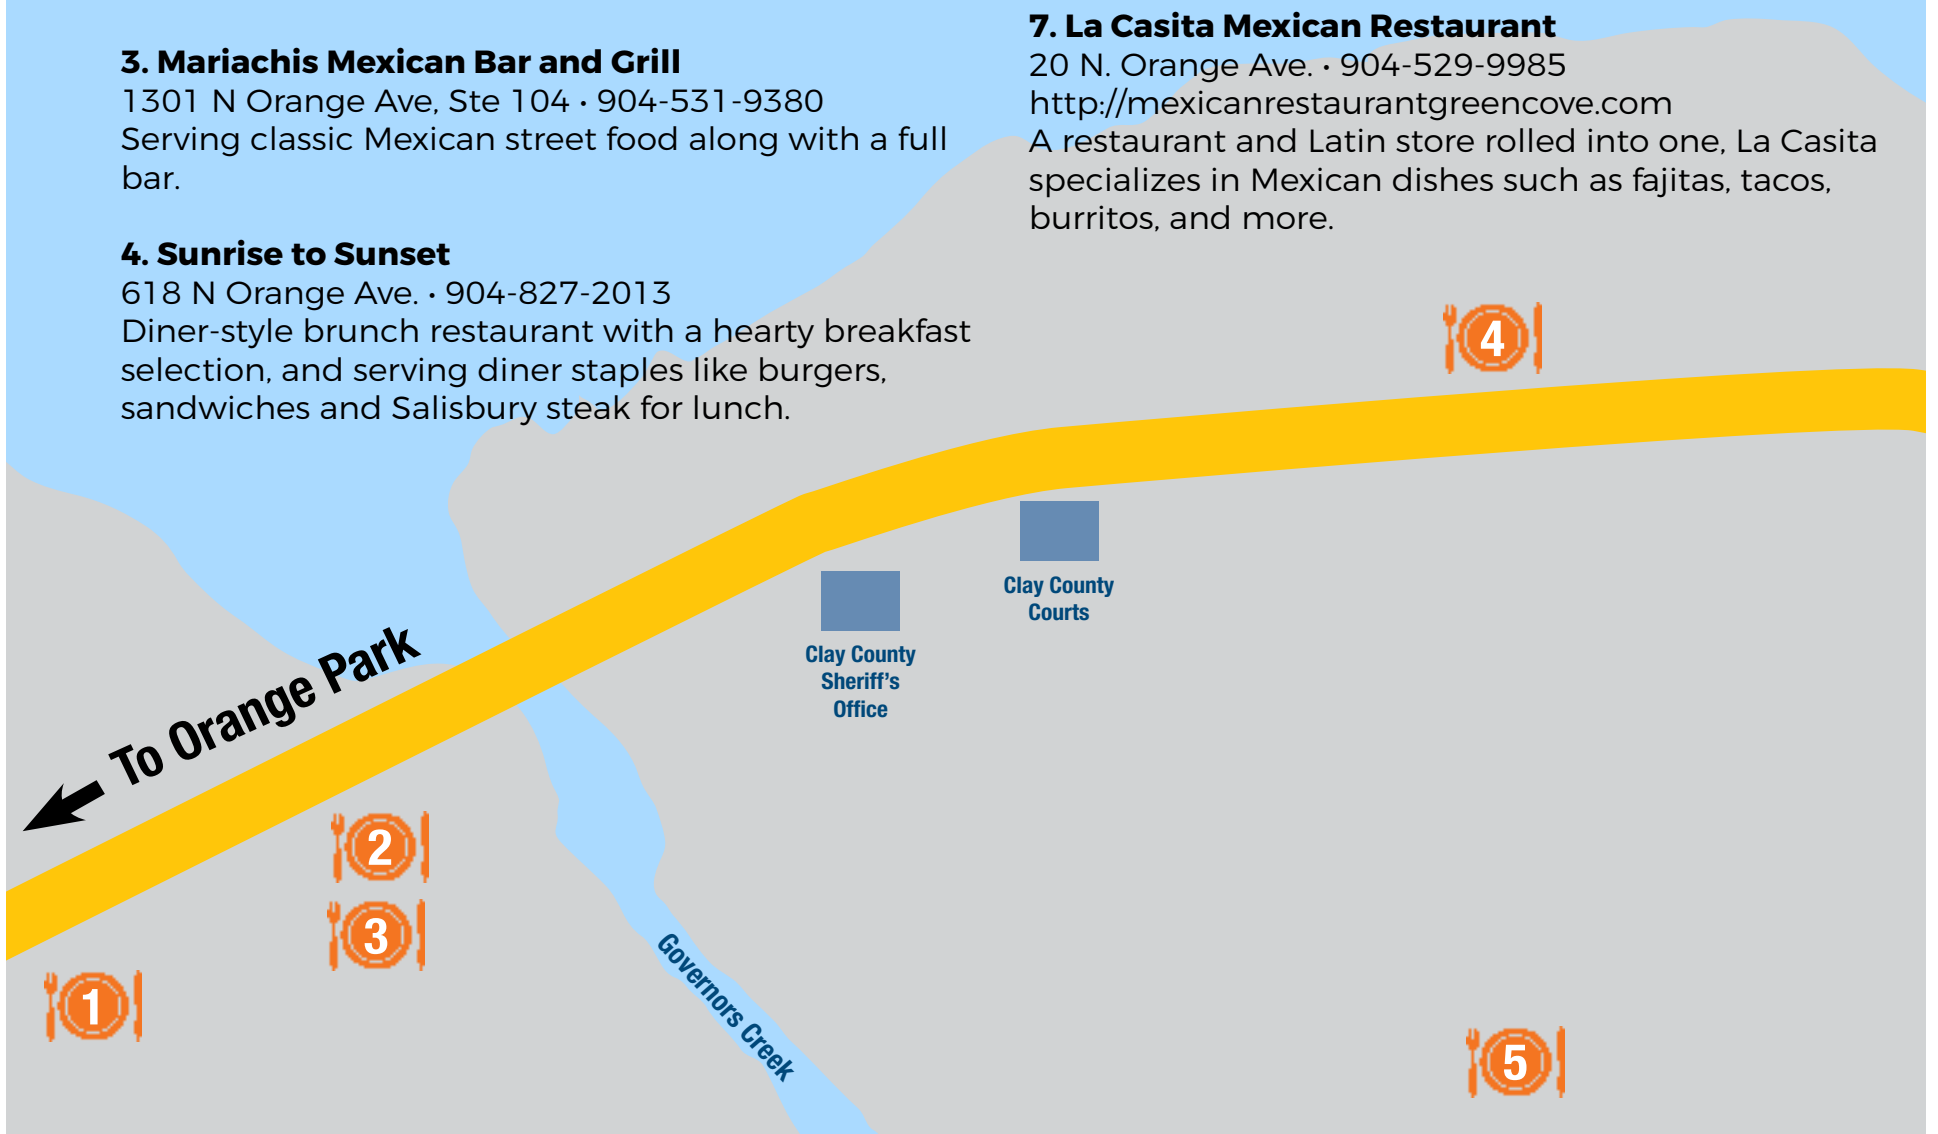 3. Mariachis Mexican Bar and Grill
1301 N Orange Ave, Ste 104 • 904-531-9380
Serving classic Mexican street food along with a full
bar.
4. Sunrise to Sunset
618 N Orange Ave. • 904-827-2013
Diner-style brunch restaurant with a hearty breakfast
selection, and serving diner staples like burgers,
sandwiches and Salisbury steak for lunch.
7. La Casita Mexican Restaurant
20 N. Orange Ave. • 904-529-9985
http://mexicanrestaurantgreencove.com
A restaurant and Latin store rolled into one, La Casita
specializes in Mexican dishes such as fajitas, tacos,
burritos, and more.
4
Clay County
Courts
Clay County
Sheriff's
Office
To Orange Park
2
3
1
Governors Creek
5